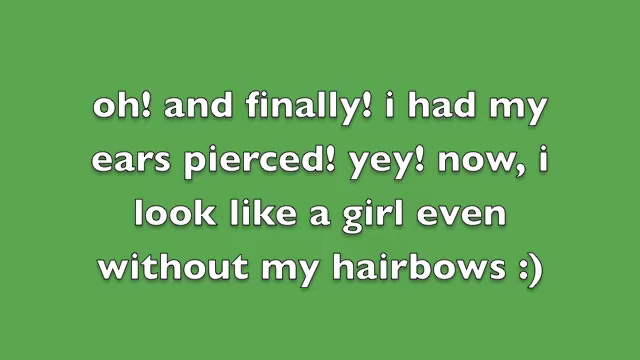 oh! and finally! i had my
ears pierced! yey! now, i
look like a girl even
without my hairbows :)